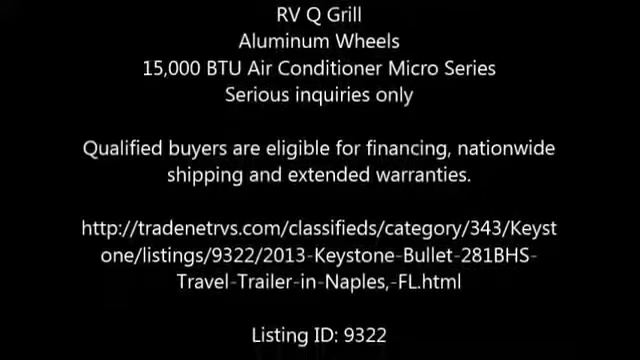 RV Q Grill
Aluminum Wheels
15,000 BTU Air Conditioner Micro Series
Serious inquiries only
Qualified buyers are eligible for financing, nationwide
shipping and extended warranties.
http://tradenetrvs.com/classifieds/category/343/Keyst
one/listings/9322/2013-Keystone-Bullet-281BHS-
Travel-Trailer-in-Naples,-FL.html
Listing ID: 9322